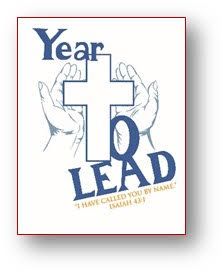 Year
TO
LEAD
"I HAVE CALLED YOU BY NAME."
ISAIAH 43:1